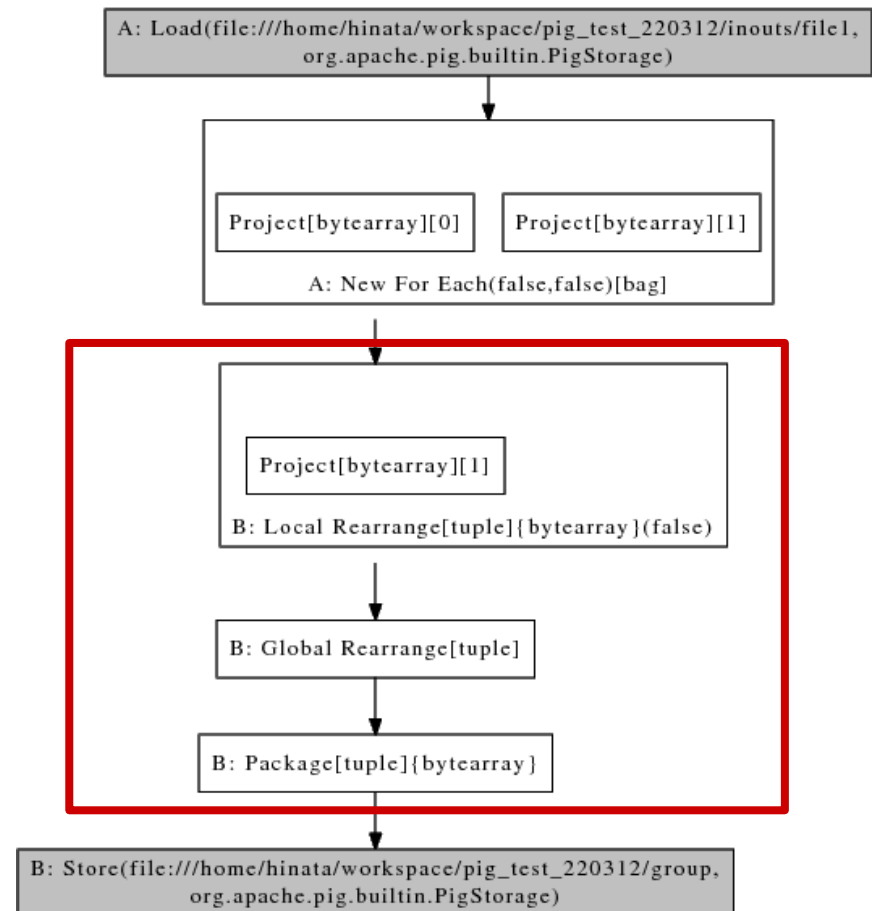 A: Load(file:///home/hinata/workspace/pig_test_220312/inouts/file1,
org.apache.pig.builtin.PigStorage)
Project[bytearray][0]
Project[bytearray][1]
A: New For Each(false,false)[bag]
Project[bytearray][1]
B: Local Rearrange[tuple]{bytearray}(false)
B: Global Rearrange[tuple]
B: Package[tuple]{bytearray}
B: Store(file:///home/hinata/workspace/pig_test_220312/group,
org.apache.pig.builtin.PigStorage)